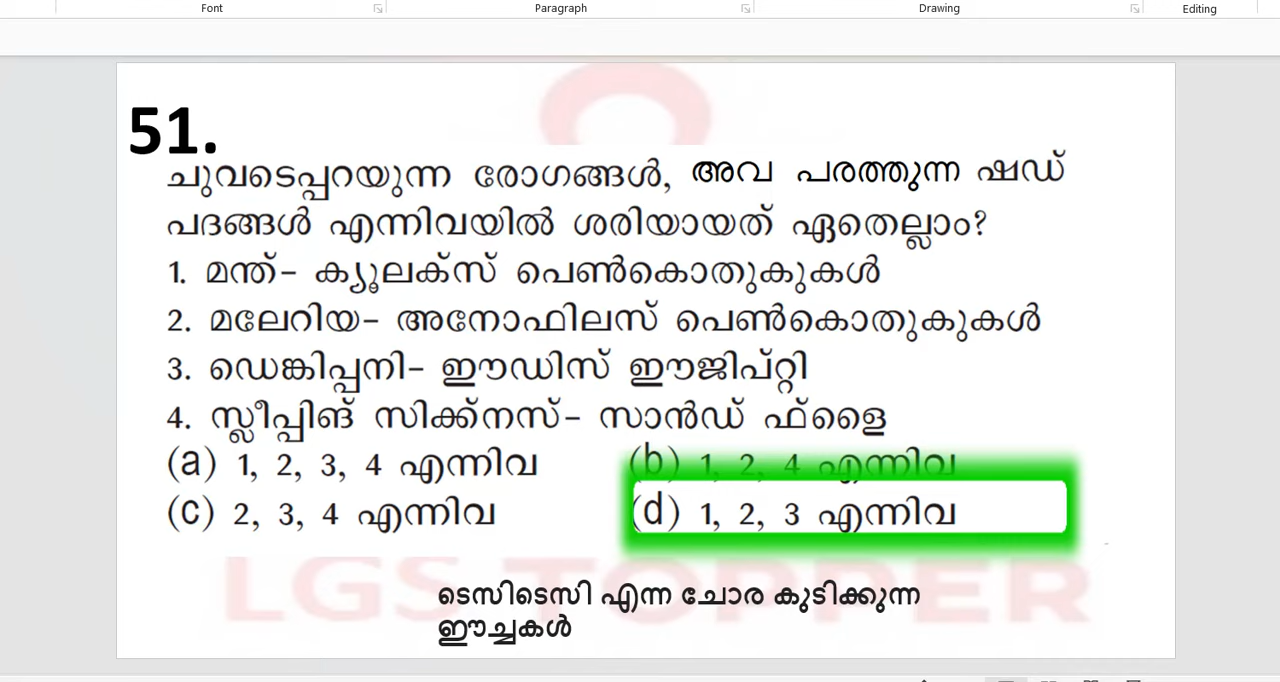 Font Paragraph Drawing Editing
51.
ചുവടെപ്പറയുന്ന രോഗങ്ങൾ, അവ പരത്തുന്ന ഷഡ്
പദങ്ങൾ എന്നിവയിൽ ശരിയായത് ഏതെല്ലാം?
1. മന്ത്- ക്യൂലക്സ് പെൺകൊതുകുകൾ
2. മലേറിയ- അനോഫിലസ് പെൺകൊതുകുകൾ
3. ഡെങ്കിപ്പനി- ഈഡിസ് ഈജിപ്റ്റി
4. സ്ലീപ്പിങ് സിക്ക്നസ്- സാൻഡ് ഫ്ളൈ
(a) 1, 2, 3, 4 എന്നിവ (b) 1, 2, 4 എന്നിവ
(c) 2, 3, 4 എന്നിവ (d) 1, 2, 3 എന്നിവ
LGS TOPPER
ടെസിടെസി എന്ന ചോര കുടിക്കുന്ന
ഈച്ചകൾ